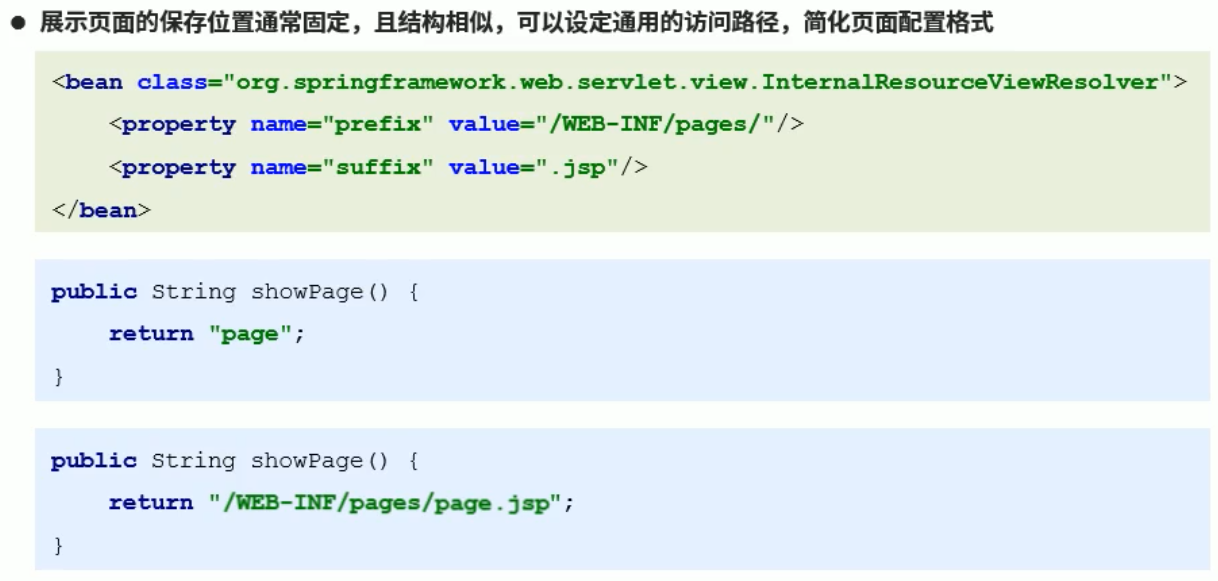 ● 展示页面的保存位置通常固定，且结构相似，可以设定通用的访问路径，简化页面配置格式
<bean class="org.springframework.web.servlet.view.InternalResourceViewResolver">
    <property name="prefix" value="/WEB-INF/pages/"/>
    <property name="suffix" value=".jsp"/>
</bean>
public String showPage() {
    return "page";
}
public String showPage() {
    return "/WEB-INF/pages/page.jsp";
}